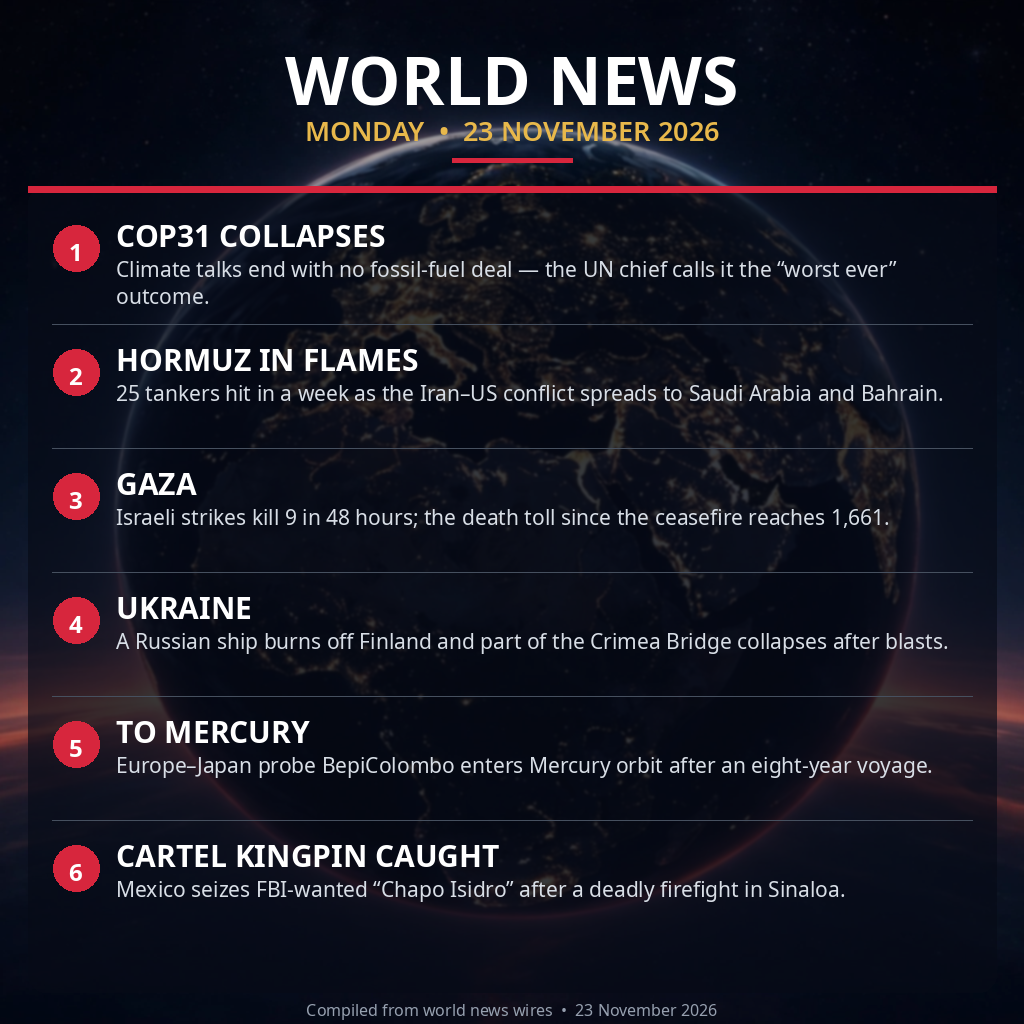 WORLD NEWS
MONDAY • 23 NOVEMBER 2026
1
COP31 COLLAPSES
Climate talks end with no fossil-fuel deal — the UN chief calls it the “worst ever”
outcome.
2
HORMUZ IN FLAMES
25 tankers hit in a week as the Iran–US conflict spreads to Saudi Arabia and Bahrain.
3
GAZA
Israeli strikes kill 9 in 48 hours; the death toll since the ceasefire reaches 1,661.
4
UKRAINE
A Russian ship burns off Finland and part of the Crimea Bridge collapses after blasts.
5
TO MERCURY
Europe–Japan probe BepiColombo enters Mercury orbit after an eight-year voyage.
6
CARTEL KINGPIN CAUGHT
Mexico seizes FBI-wanted “Chapo Isidro” after a deadly firefight in Sinaloa.
Compiled from world news wires • 23 November 2026